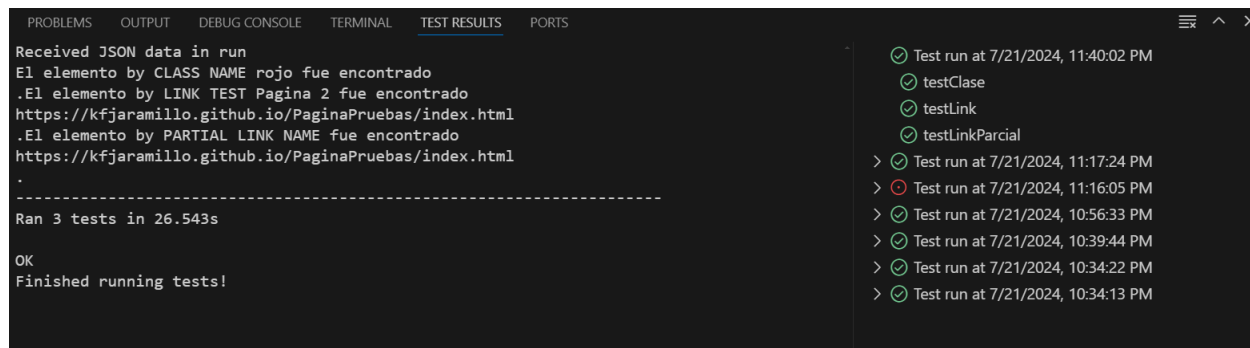 PROBLEMS OUTPUT DEBUG CONSOLE TERMINAL TEST RESULTS PORTS
Received JSON data in run
El elemento by CLASS NAME rojo fue encontrado
.El elemento by LINK TEST Pagina 2 fue encontrado
https://kfjaramillo.github.io/PaginaPruebas/index.html
.El elemento by PARTIAL LINK NAME fue encontrado
https://kfjaramillo.github.io/PaginaPruebas/index.html
.
----------------------------------------------------------------------
Ran 3 tests in 26.543s
OK
Finished running tests!
Test run at 7/21/2024, 11:40:02 PM
testClase
testLink
testLinkParcial
Test run at 7/21/2024, 11:17:24 PM
Test run at 7/21/2024, 11:16:05 PM
Test run at 7/21/2024, 10:56:33 PM
Test run at 7/21/2024, 10:39:44 PM
Test run at 7/21/2024, 10:34:22 PM
Test run at 7/21/2024, 10:34:13 PM